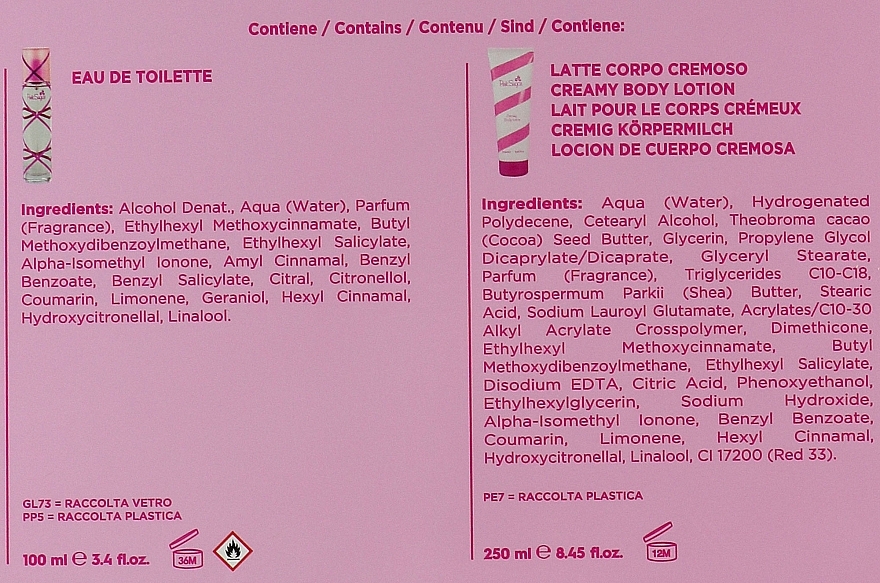 Contiene / Contains / Contenu / Sind / Contiene:
EAU DE TOILETTE
Ingredients: Alcohol Denat., Aqua (Water), Parfum
(Fragrance), Ethylhexyl Methoxycinnamate, Butyl
Methoxydibenzoylmethane, Ethylhexyl Salicylate,
Alpha-Isomethyl Ionone, Amyl Cinnamal, Benzyl
Benzoate, Benzyl Salicylate, Citral, Citronellol,
Coumarin, Limonene, Geraniol, Hexyl Cinnamal,
Hydroxycitronellal, Linalool.
GL73 = RACCOLTA VETRO
PP5 = RACCOLTA PLASTICA
100 ml ℮ 3.4 fl.oz.
36M
Pink Sugar
LATTE CORPO CREMOSO
CREAMY BODY LOTION
LAIT POUR LE CORPS CRÉMEUX
CREMIG KÖRPERMILCH
LOCION DE CUERPO CREMOSA
Ingredients: Aqua (Water), Hydrogenated
Polydecene, Cetearyl Alcohol, Theobroma cacao
(Cocoa) Seed Butter, Glycerin, Propylene Glycol
Dicaprylate/Dicaprate, Glyceryl Stearate,
Parfum (Fragrance), Triglycerides C10-C18,
Butyrospermum Parkii (Shea) Butter, Stearic
Acid, Sodium Lauroyl Glutamate, Acrylates/C10-30
Alkyl Acrylate Crosspolymer, Dimethicone,
Ethylhexyl Methoxycinnamate, Butyl
Methoxydibenzoylmethane, Ethylhexyl Salicylate,
Disodium EDTA, Citric Acid, Phenoxyethanol,
Ethylhexylglycerin, Sodium Hydroxide,
Alpha-Isomethyl Ionone, Benzyl Benzoate,
Coumarin, Limonene, Hexyl Cinnamal,
Hydroxycitronellal, Linalool, CI 17200 (Red 33).
PE7 = RACCOLTA PLASTICA
250 ml ℮ 8.45 fl.oz.
12M